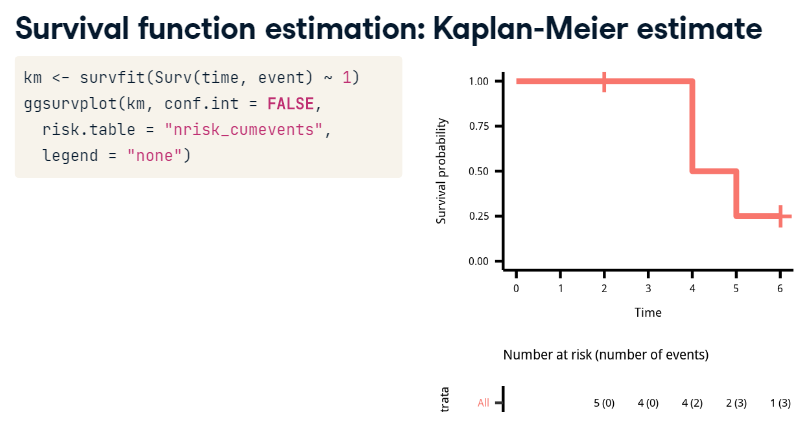 Survival function estimation: Kaplan-Meier estimate
km <- survfit(Surv(time, event) ~ 1)
ggsurvplot(km, conf.int = FALSE,
  risk.table = "nrisk_cumevents",
  legend = "none")
Survival probability
1.00
0.75
0.50
0.25
0.00
0 1 2 3 4 5 6
Time
Number at risk (number of events)
trata
All 5 (0) 4 (0) 4 (2) 2 (3) 1 (3)